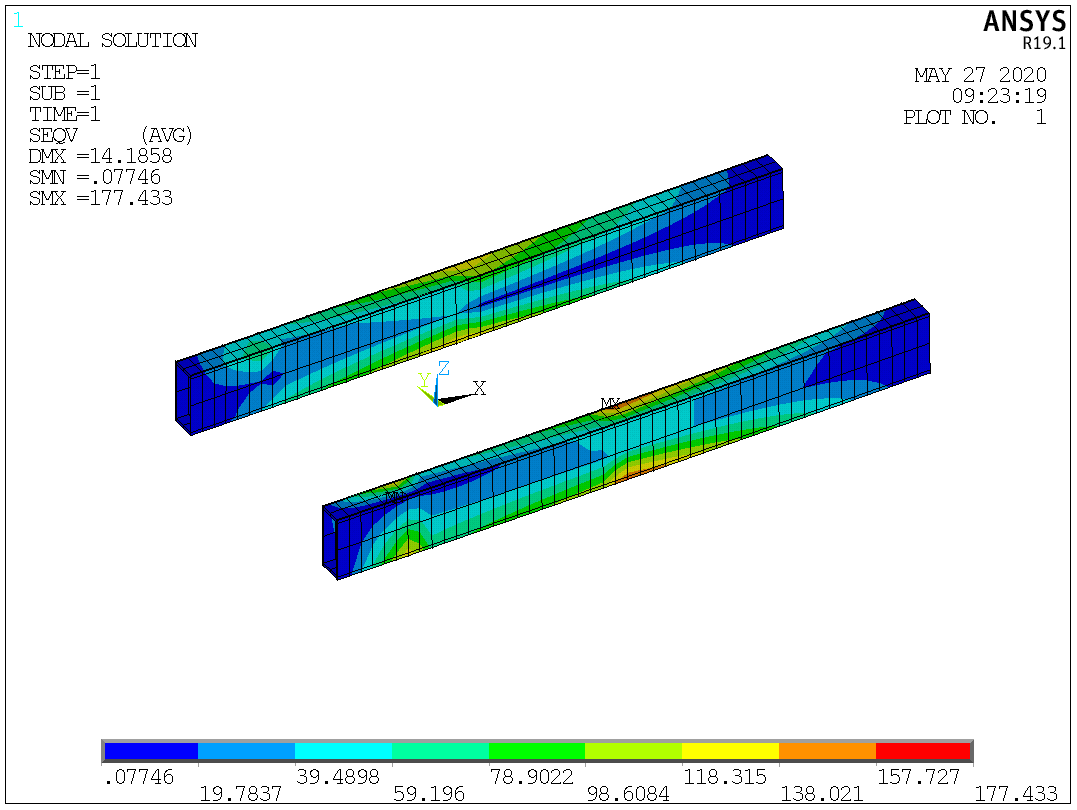 1
NODAL SOLUTION
STEP=1
SUB =1
TIME=1
SEQV (AVG)
DMX =14.1858
SMN =.07746
SMX =177.433
ANSYS
R19.1
MAY 27 2020
09:23:19
PLOT NO. 1
Y Z X
MX
MN
.07746 39.4898 78.9022 118.315 157.727
19.7837 59.196 98.6084 138.021 177.433